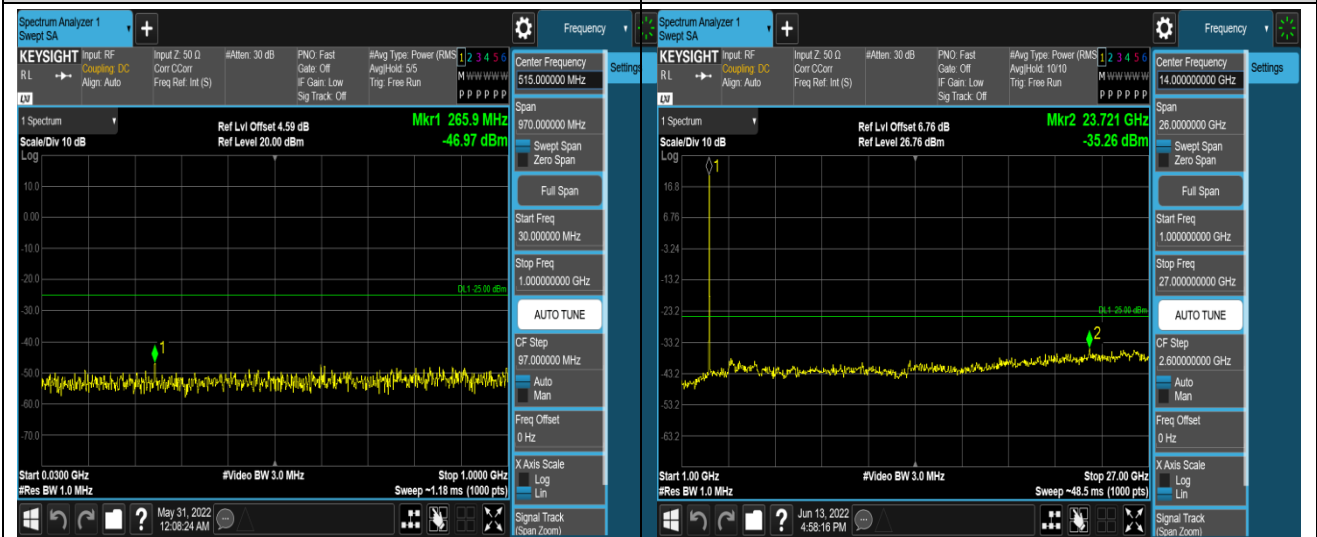 Spectrum Analyzer 1
Swept SA
+
Frequency
KEYSIGHT
Input: RF
Input Z: 50 Ω
#Atten: 30 dB
PNO: Fast
#Avg Type: Power (RMS
1 2 3 4 5 6
RL
Coupling: DC
Corr CCorr
Gate: Off
Avg|Hold: 5/5
M W W W W W
Align: Auto
Freq Ref: Int (S)
IF Gain: Low
Trig: Free Run
Sig Track: Off
P P P P P P
LXI
Center Frequency
515.000000 MHz
Settings
Span
970.000000 MHz
Swept Span
Zero Span
Full Span
Start Freq
30.000000 MHz
Stop Freq
1.000000000 GHz
AUTO TUNE
CF Step
97.000000 MHz
Auto
Man
Freq Offset
0 Hz
X Axis Scale
Log
Lin
Signal Track
(Span Zoom)
1 Spectrum
Ref Lvl Offset 4.59 dB
Mkr1 265.9 MHz
Scale/Div 10 dB
Ref Level 20.00 dBm
-46.97 dBm
Log
10.0
0.00
-10.0
-20.0
DL1 -25.00 dBm
-30.0
-40.0
1
-50.0
-60.0
-70.0
Start 0.0300 GHz
#Video BW 3.0 MHz
Stop 1.0000 GHz
#Res BW 1.0 MHz
Sweep ~1.18 ms (1000 pts)
?
May 31, 2022
12:08:24 AM
Spectrum Analyzer 1
Swept SA
+
Frequency
KEYSIGHT
Input: RF
Input Z: 50 Ω
#Atten: 30 dB
PNO: Fast
#Avg Type: Power (RMS
1 2 3 4 5 6
RL
Coupling: DC
Corr CCorr
Gate: Off
Avg|Hold: 10/10
M W W W W W
Align: Auto
Freq Ref: Int (S)
IF Gain: Low
Trig: Free Run
Sig Track: Off
P P P P P P
LXI
Center Frequency
14.000000000 GHz
Settings
Span
26.0000000 GHz
Swept Span
Zero Span
Full Span
Start Freq
1.000000000 GHz
Stop Freq
27.000000000 GHz
AUTO TUNE
CF Step
2.600000000 GHz
Auto
Man
Freq Offset
0 Hz
X Axis Scale
Log
Lin
Signal Track
(Span Zoom)
1 Spectrum
Ref Lvl Offset 6.76 dB
Mkr2 23.721 GHz
Scale/Div 10 dB
Ref Level 26.76 dBm
-35.26 dBm
Log
1
16.8
6.76
-3.24
-13.2
-23.2
DL1 -25.00 dBm
-33.2
2
-43.2
-53.2
-63.2
Start 1.00 GHz
#Video BW 3.0 MHz
Stop 27.00 GHz
#Res BW 1.0 MHz
Sweep ~48.5 ms (1000 pts)
?
Jun 13, 2022
4:58:16 PM